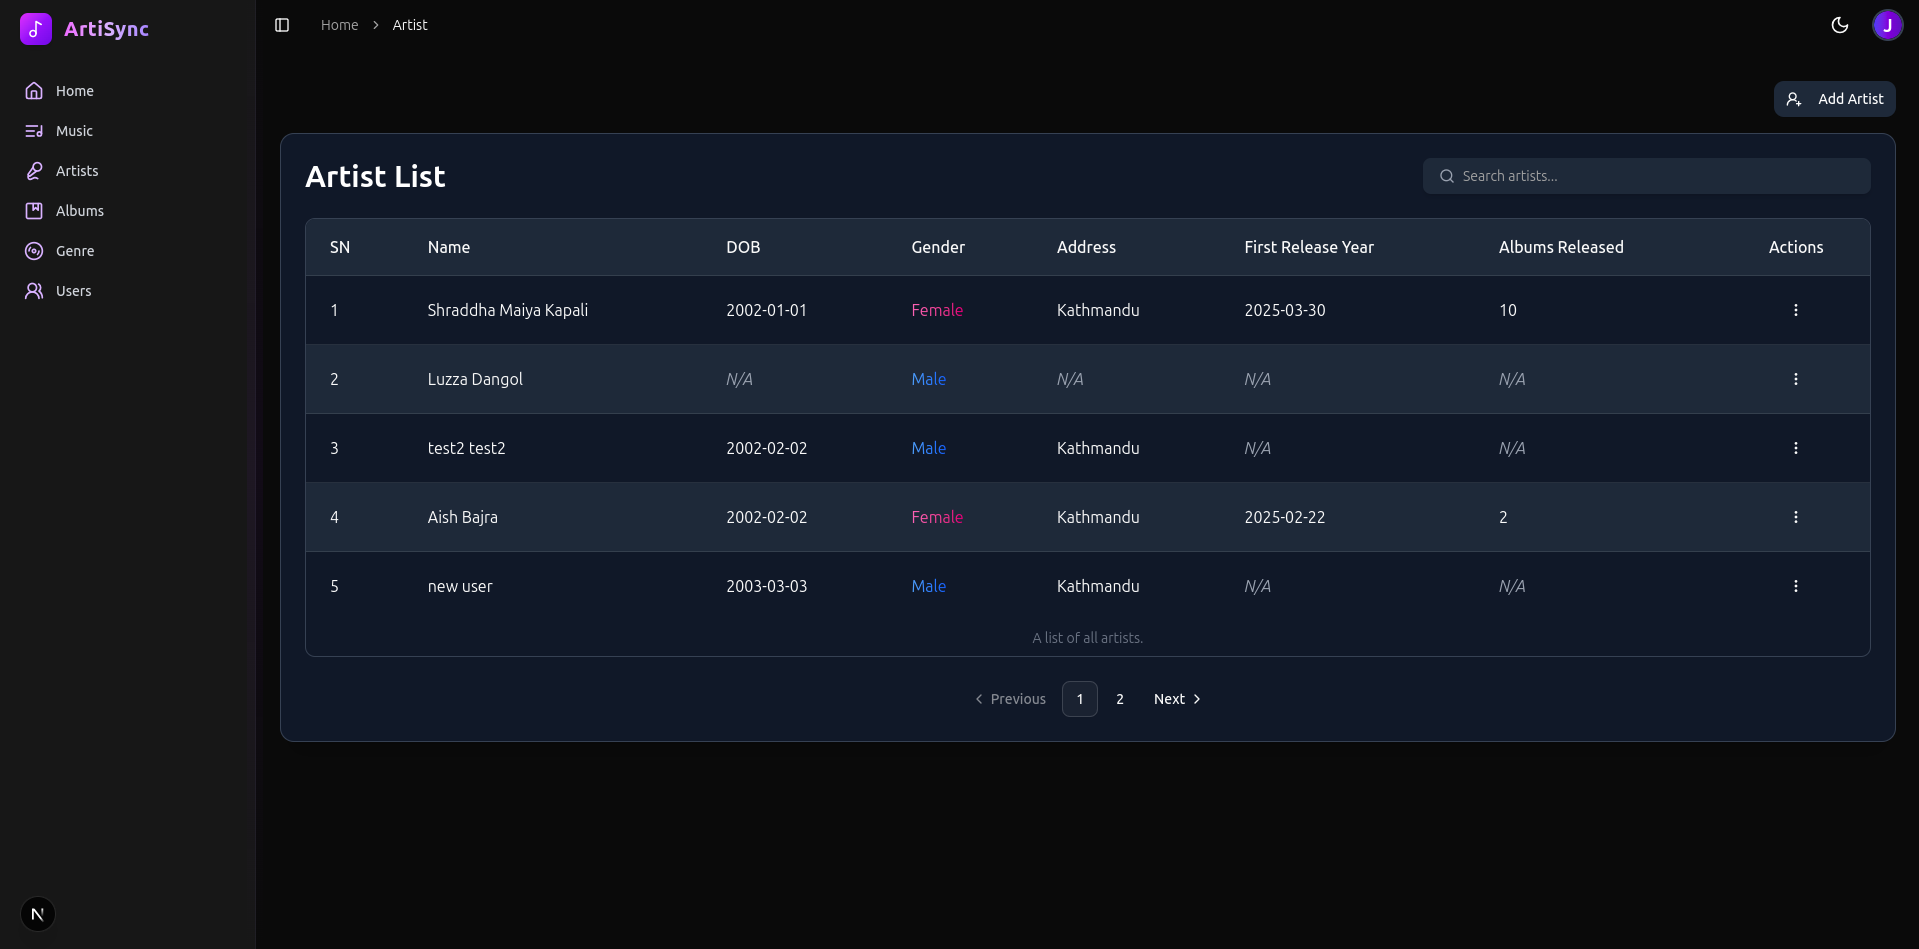 ArtiSync
Home
Music
Artists
Albums
Genre
Users
N
Home > Artist
J
Add Artist
Artist List
Search artists...
SN Name DOB Gender Address First Release Year Albums Released Actions
1 Shraddha Maiya Kapali 2002-01-01 Female Kathmandu 2025-03-30 10
2 Luzza Dangol N/A Male N/A N/A N/A
3 test2 test2 2002-02-02 Male Kathmandu N/A N/A
4 Aish Bajra 2002-02-02 Female Kathmandu 2025-02-22 2
5 new user 2003-03-03 Male Kathmandu N/A N/A
A list of all artists.
Previous 1 2 Next